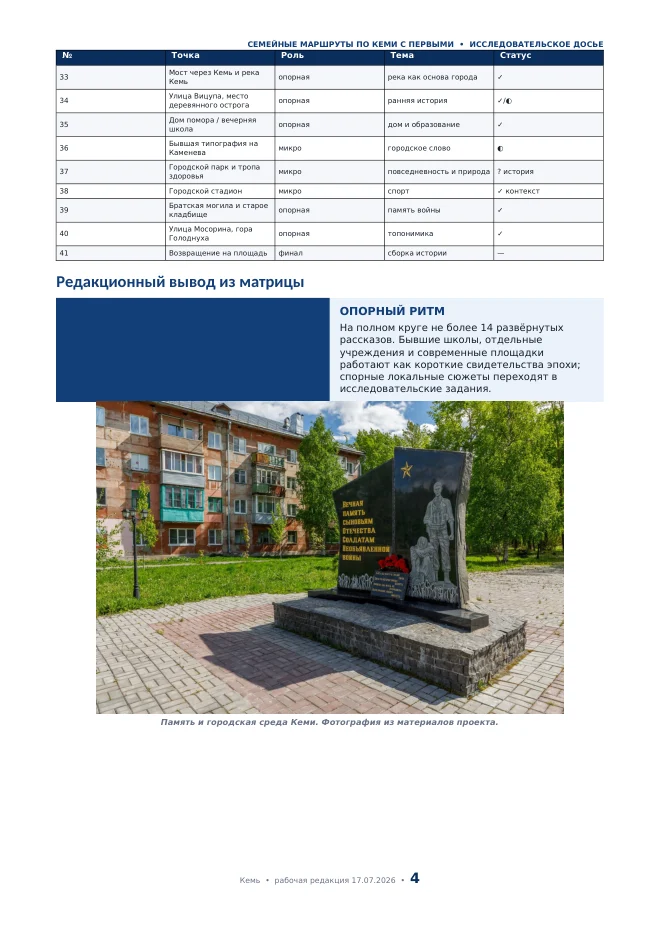 СЕМЕЙНЫЕ МАРШРУТЫ ПО КЕМИ С ПЕРВЫМИ • ИССЛЕДОВАТЕЛЬСКОЕ ДОСЬЕ
№ Точка Роль Тема Статус
33 Мост через Кемь и река Кемь опорная река как основа города ✓
34 Улица Вицупа, место деревянного острога опорная ранняя история ✓/◐
35 Дом помора / вечерняя школа опорная дом и образование ✓
36 Бывшая типография на Каменева микро городское слово ◐
37 Городской парк и тропа здоровья микро повседневность и природа ? история
38 Городской стадион микро спорт ✓ контекст
39 Братская могила и старое кладбище опорная память войны ✓
40 Улица Мосорина, гора Голоднуха опорная топонимика ✓
41 Возвращение на площадь финал сборка истории —
Редакционный вывод из матрицы
ОПОРНЫЙ РИТМ
На полном круге не более 14 развёрнутых
рассказов. Бывшие школы, отдельные
учреждения и современные площадки
работают как короткие свидетельства эпохи;
спорные локальные сюжеты переходят в
исследовательские задания.
ВЕЧНАЯ
ПАМЯТЬ
СЫНОВЬЯМ
ОТЕЧЕСТВА
СОЛДАТАМ
НЕОБЪЯВЛЕННОЙ
ВОЙНЫ
Память и городская среда Кеми. Фотография из материалов проекта.
Кемь • рабочая редакция 17.07.2026 • 4